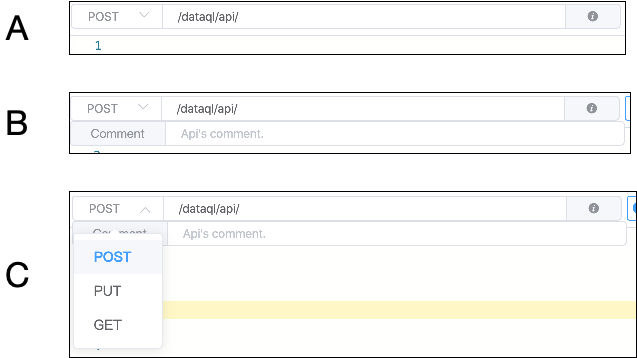 A
POST /dataql/api/
1
B
POST /dataql/api/
Comment Api's comment.
C
POST /dataql/api/
Comment Api's comment.
POST
PUT
GET